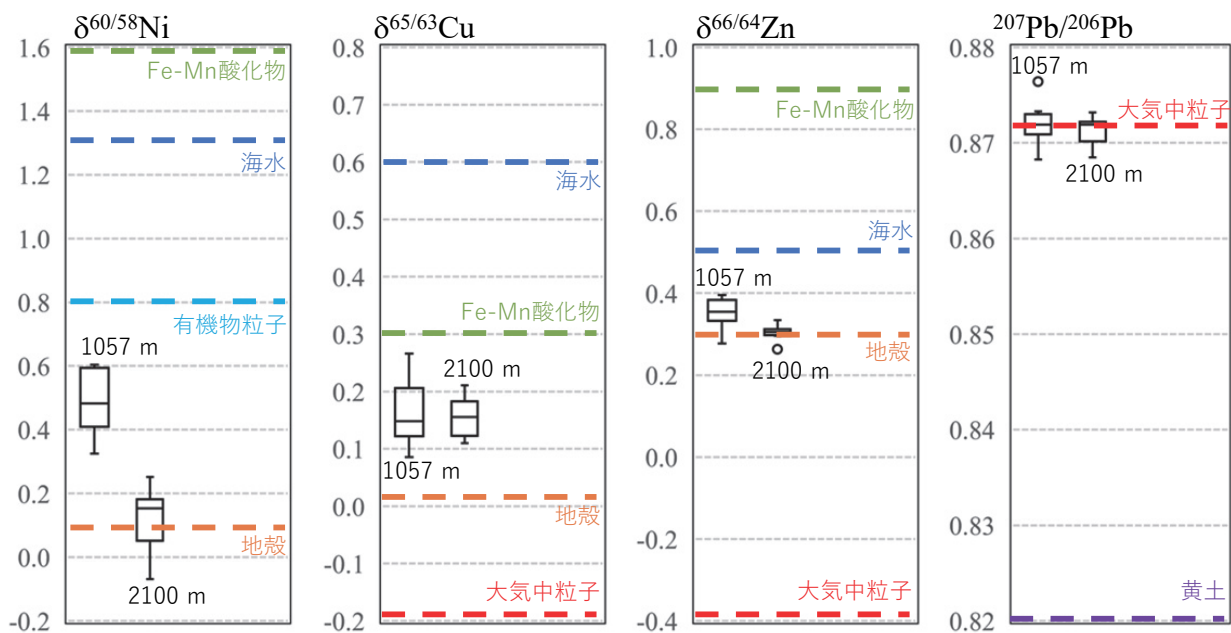 δ60/58Ni
1.6
1.4
1.2
1.0
0.8
0.6
0.4
0.2
0.0
-0.2
Fe-Mn酸化物
海水
有機物粒子
1057 m
地殻
2100 m
δ65/63Cu
0.8
0.7
0.6
0.5
0.4
0.3
0.2
0.1
0.0
-0.1
-0.2
海水
Fe-Mn酸化物
2100 m
1057 m
地殻
大気中粒子
δ66/64Zn
1.0
0.8
0.6
0.4
0.2
0.0
-0.2
-0.4
Fe-Mn酸化物
海水
1057 m
地殻
2100 m
大気中粒子
207Pb/206Pb
0.88
0.87
0.86
0.85
0.84
0.83
0.82
1057 m
大気中粒子
2100 m
黄土